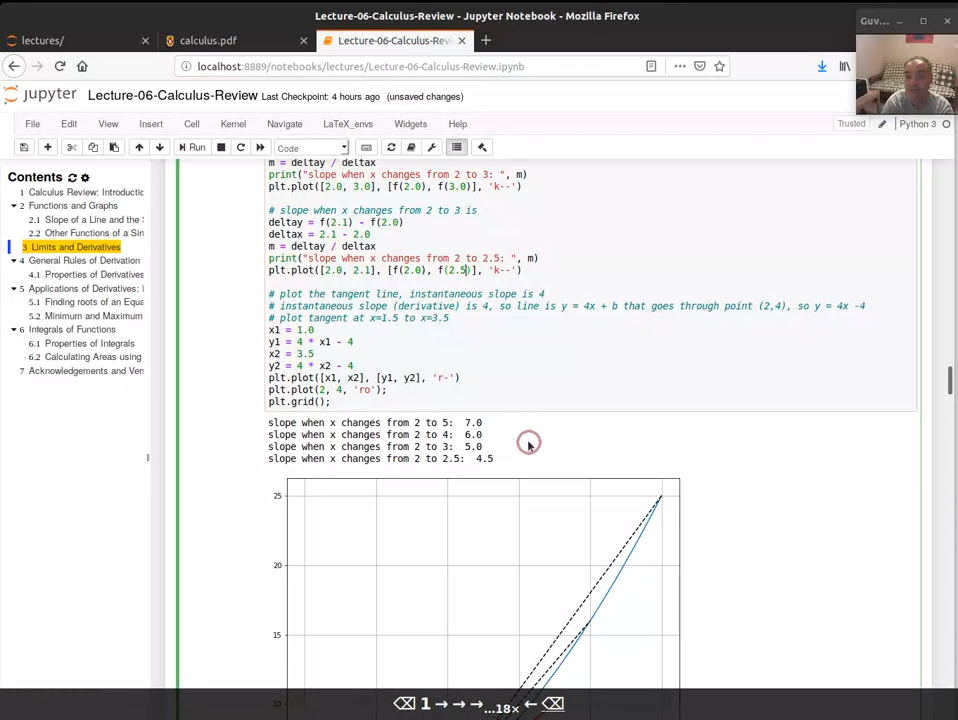 Lecture-06-Calculus-Review - Jupyter Notebook - Mozilla Firefox
Guv...
lectures/
calculus.pdf
Lecture-06-Calculus-Rev
localhost:8889/notebooks/lectures/Lecture-06-Calculus-Review.ipynb
jupyter Lecture-06-Calculus-Review Last Checkpoint: 4 hours ago (unsaved changes)
File Edit View Insert Cell Kernel Navigate LaTeX_envs Widgets Help
Trusted Python 3
Run Code
Contents
1 Calculus Review: Introductic
2 Functions and Graphs
2.1 Slope of a Line and the
2.2 Other Functions of a Sin
3 Limits and Derivatives
4 General Rules of Derivation
4.1 Properties of Derivatives
5 Applications of Derivatives:
5.1 Finding roots of an Equa
5.2 Minimum and Maximum
6 Integrals of Functions
6.1 Properties of Integrals
6.2 Calculating Areas using
7 Acknowledgements and Vers
m = deltay / deltax
print("slope when x changes from 2 to 3: ", m)
plt.plot([2.0, 3.0], [f(2.0), f(3.0)], 'k--')
# slope when x changes from 2 to 3 is
deltay = f(2.1) - f(2.0)
deltax = 2.1 - 2.0
m = deltay / deltax
print("slope when x changes from 2 to 2.5: ", m)
plt.plot([2.0, 2.1], [f(2.0), f(2.5)], 'k--')
# plot the tangent line, instantaneous slope is 4
# instantaneous slope (derivative) is 4, so line is y = 4x + b that goes through point (2,4), so y = 4x -4
# plot tangent at x=1.5 to x=3.5
x1 = 1.0
y1 = 4 * x1 - 4
x2 = 3.5
y2 = 4 * x2 - 4
plt.plot([x1, x2], [y1, y2], 'r-')
plt.plot(2, 4, 'ro');
plt.grid();
slope when x changes from 2 to 5:  7.0
slope when x changes from 2 to 4:  6.0
slope when x changes from 2 to 3:  5.0
slope when x changes from 2 to 2.5:  4.5
25
20
15
10
⌫ 1 → → → ...18× ← ⌫